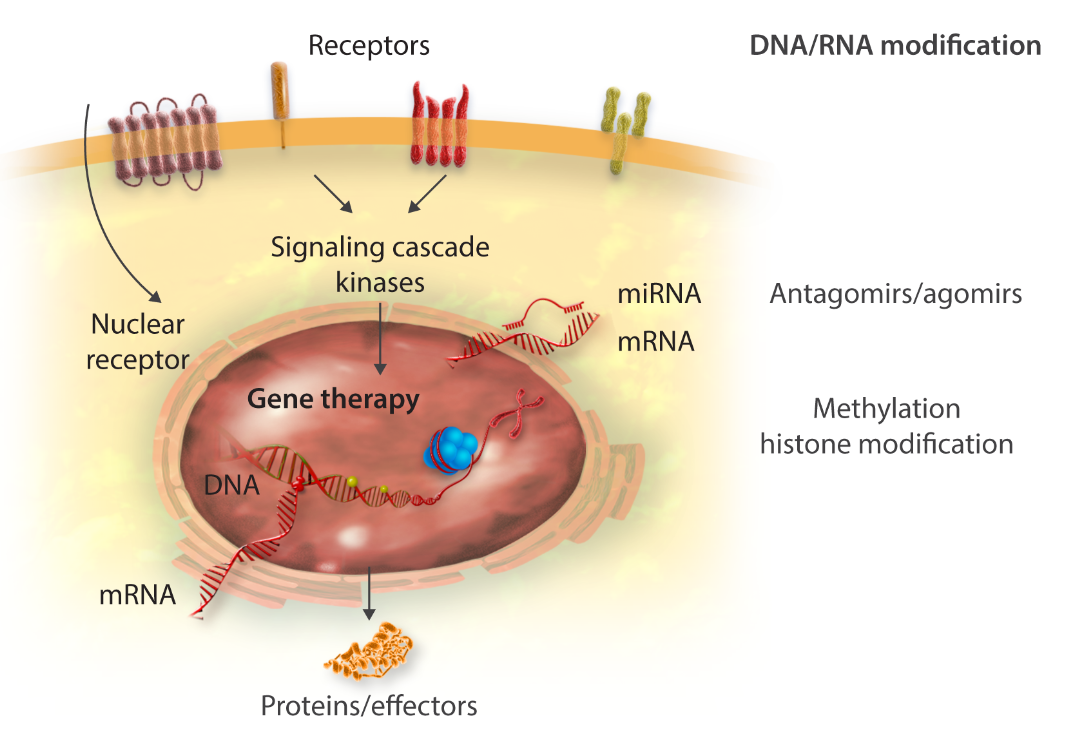 Receptors
DNA/RNA modification
Signaling cascade
kinases
miRNA
Antagomirs/agomirs
Nuclear
receptor
mRNA
Gene therapy
Methylation
histone modification
DNA
mRNA
Proteins/effectors